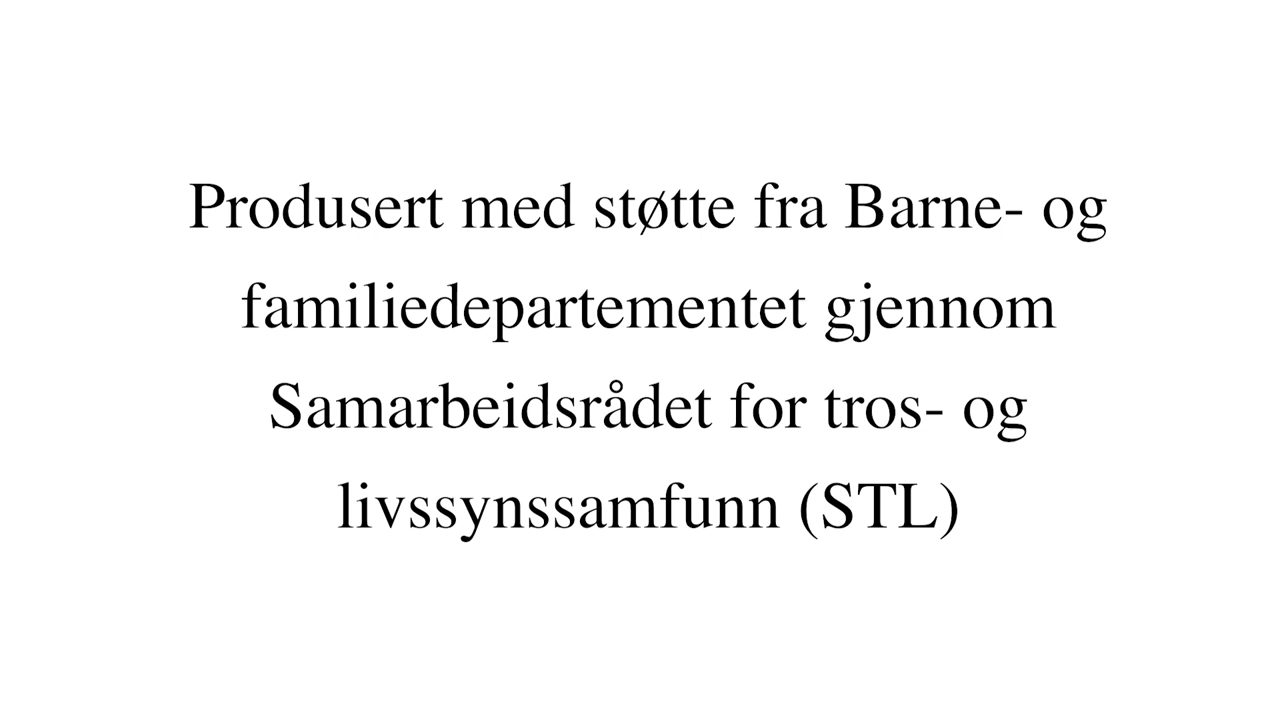 Produsert med støtte fra Barne- og
familiedepartementet gjennom
Samarbeidsrådet for tros- og
livssynssamfunn (STL)